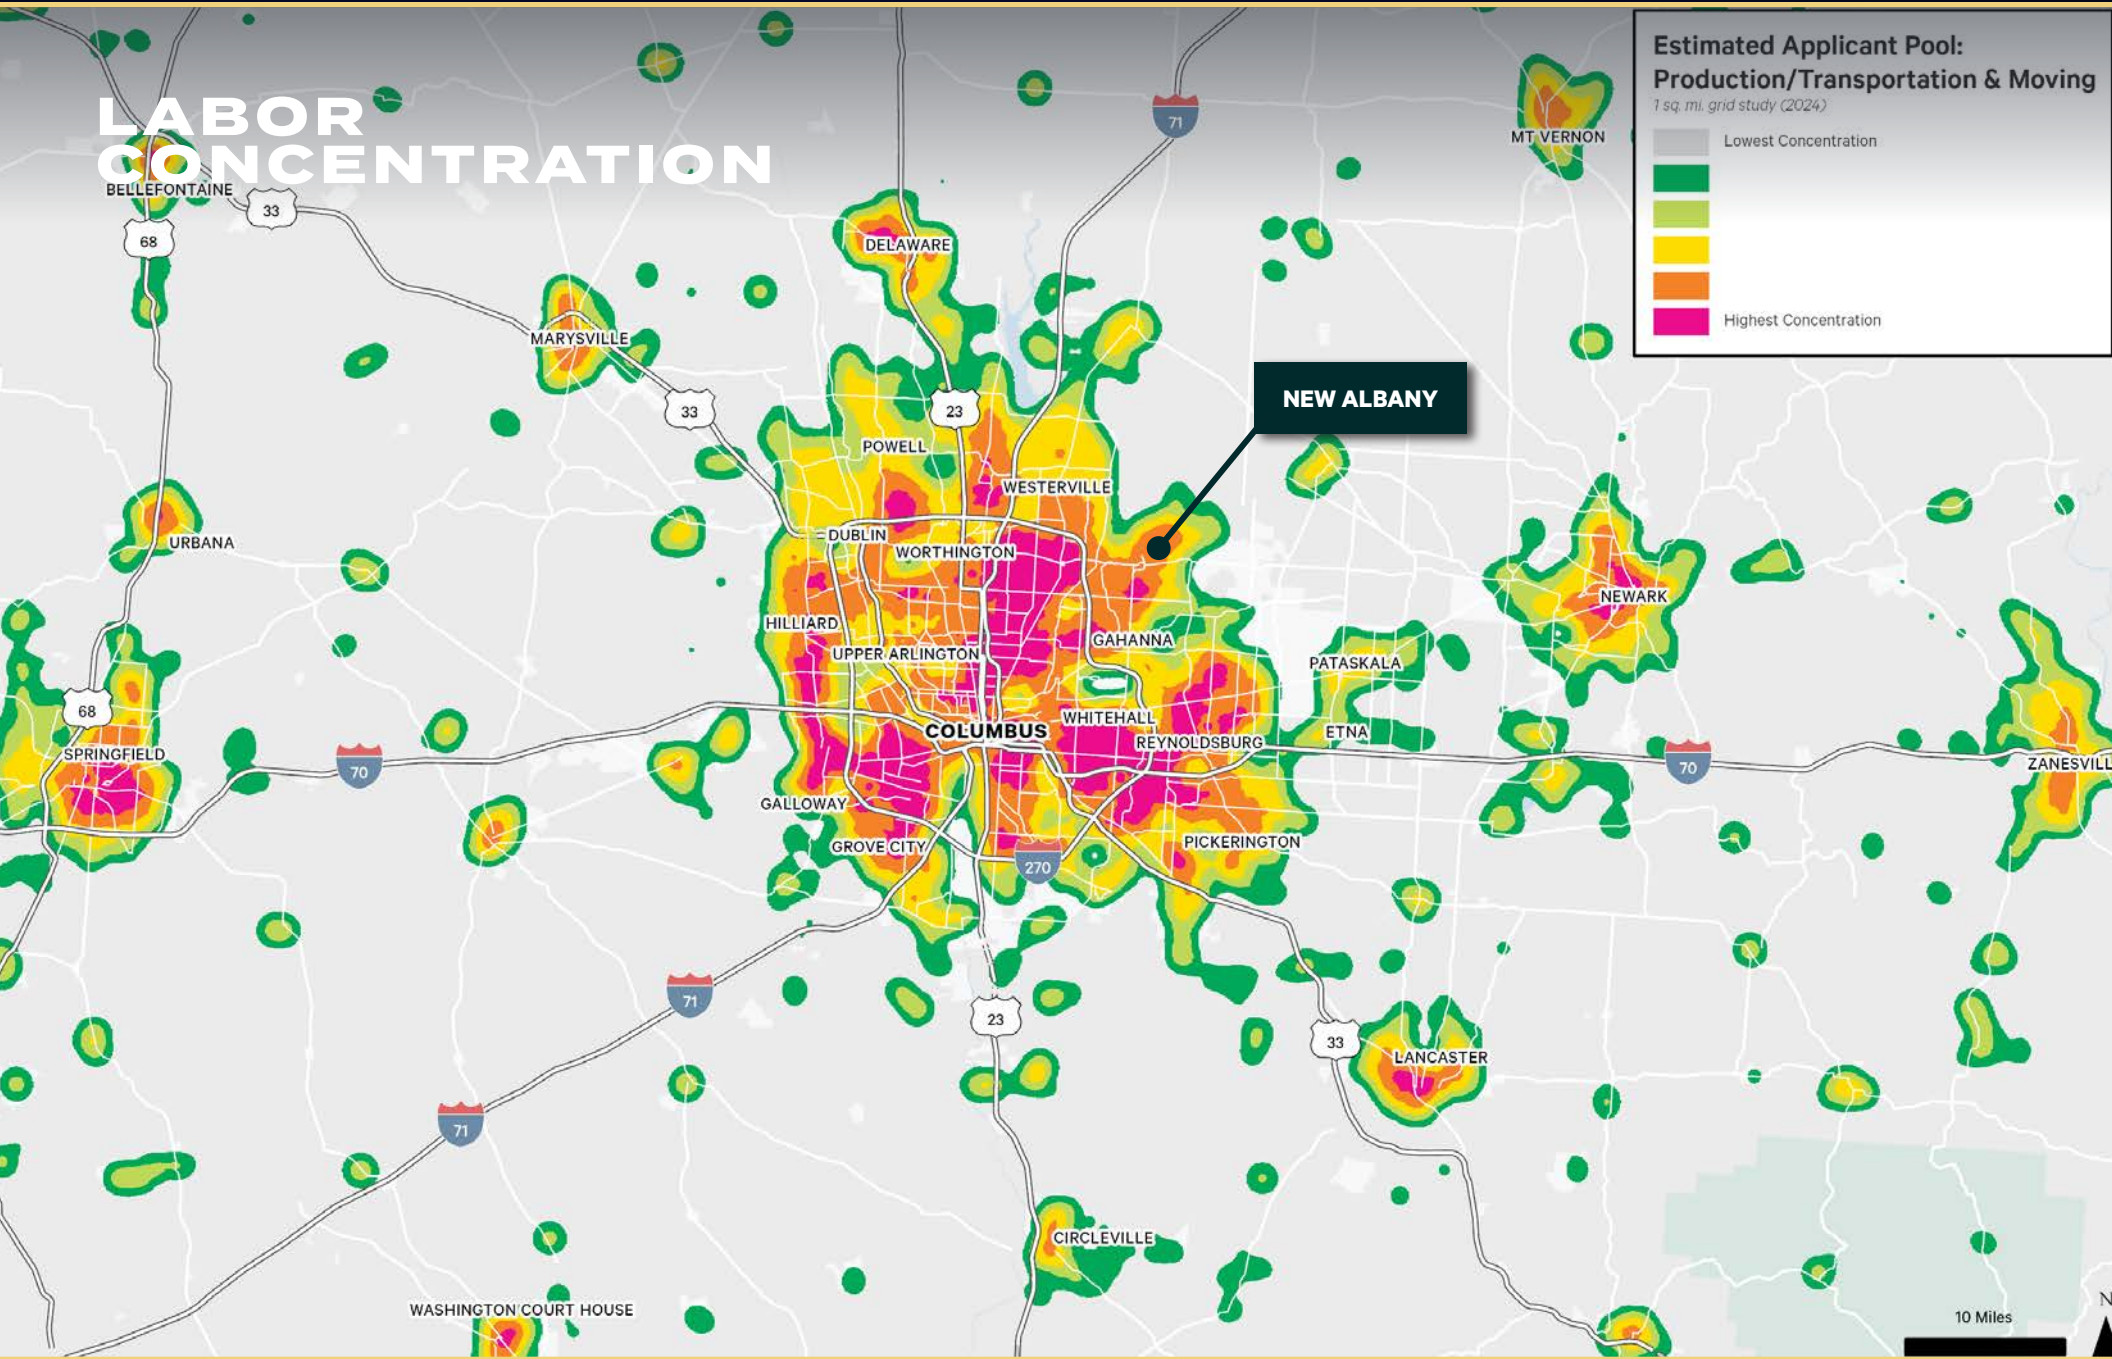 LABOR
CONCENTRATION
Estimated Applicant Pool:
Production/Transportation & Moving
1 sq. mi. grid study (2024)
Lowest Concentration
Highest Concentration
71
MT VERNON
BELLEFONTAINE
33
68
DELAWARE
MARYSVILLE
33
23
NEW ALBANY
POWELL
WESTERVILLE
URBANA
DUBLIN
WORTHINGTON
NEWARK
HILLIARD
GAHANNA
UPPER ARLINGTON
PATASKALA
68
WHITEHALL
COLUMBUS
ETNA
REYNOLDSBURG
SPRINGFIELD
70
70
ZANESVILL
GALLOWAY
GROVE CITY
PICKERINGTON
270
71
23
33
LANCASTER
71
CIRCLEVILLE
WASHINGTON COURT HOUSE
10 Miles
N